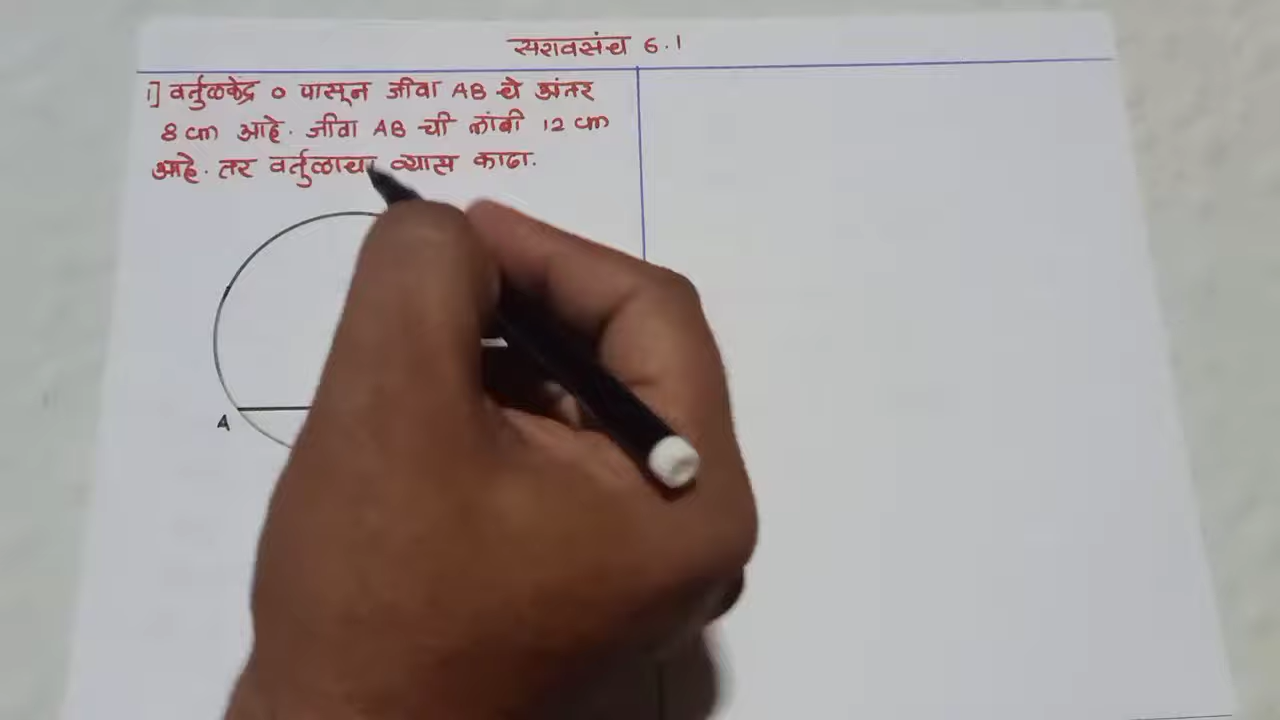 सरावसंच 6.1
1] वर्तुळकेंद्र O पासून जीवा AB चे अंतर
8 cm आहे. जीवा AB ची लांबी 12 cm
आहे. तर वर्तुळाचा व्यास काढा.
A